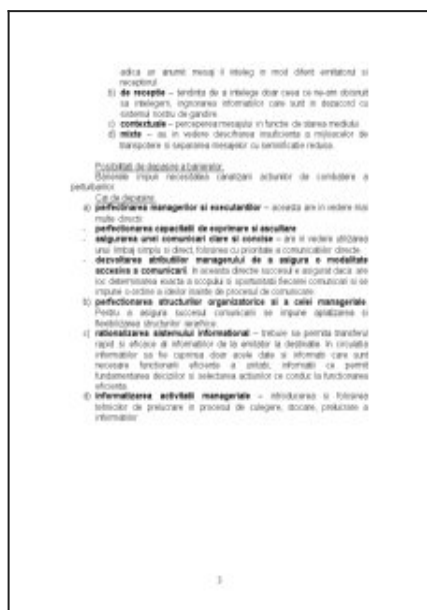 adica un anumit mesaj il inteleg in mod diferit emitatorul si
receptorul.
b) de receptie – tendinta de a intelege doar ceea ce ne-am obisnuit
sa intelegem, ingnorarea informatiilor care sunt in dezacord cu
sistemul nostru de gandire.
c) contextuale – perceperea mesajului in functie de starea mediului
d) mixte – au in vedere descifrarea insuficienta a mijloacelor de
transpotere si separarea mesajelor cu semnificatie redusa.
Posibilitati de depasire a barierelor.
Barierele impun necesitatea canalizarii actiunilor de combatere a
perturbarilor.
Cai de depasire:
a) perfectionarea managerilor si executantilor – aceasta are in vedere mai
multe directii:
- perfectionarea capacitatii de exprimare si ascultare
- asigurarea unei comunicari clare si concise – are in vedere utilizarea
unui limbaj simplu si direct, folosirea cu prioritate a comunicatiilor directe.
- dezvoltarea atributiilor managerului de a asigura o modalitate
accesiva a comunicarii. In aceasta directie succesul e asigurat daca are
loc determinarea exacta a scopului si oportunitatii fiecarei comunicari si se
impune o ordine a ideilor inainte de procesul de comunicare.
b) perfectionarea structurilor organizatorice si a celei manageriale.
Pentru a asigura succesul comunicarii se impune aplatizarea si
flexibilizarea structurilor ierarhice.
c) rationalizarea sistemului informational – trebuie sa permita transferul
rapid si eficace al informatiilor de la emitator la destinatie. In circulatia
informatiilor sa fie cuprinse doar acele date si informatii care sunt
necesare functionarii eficiente a unitatii, informatii ce permit
fundamentarea deciziilor si selectarea actiunilor ce conduc la functionarea
eficienta.
d) informatizarea activitatii manageriale – introducerea si folosirea
tehnicilor de prelucrare in procesul de culegere, stocare, prelucrare a
informatiilor